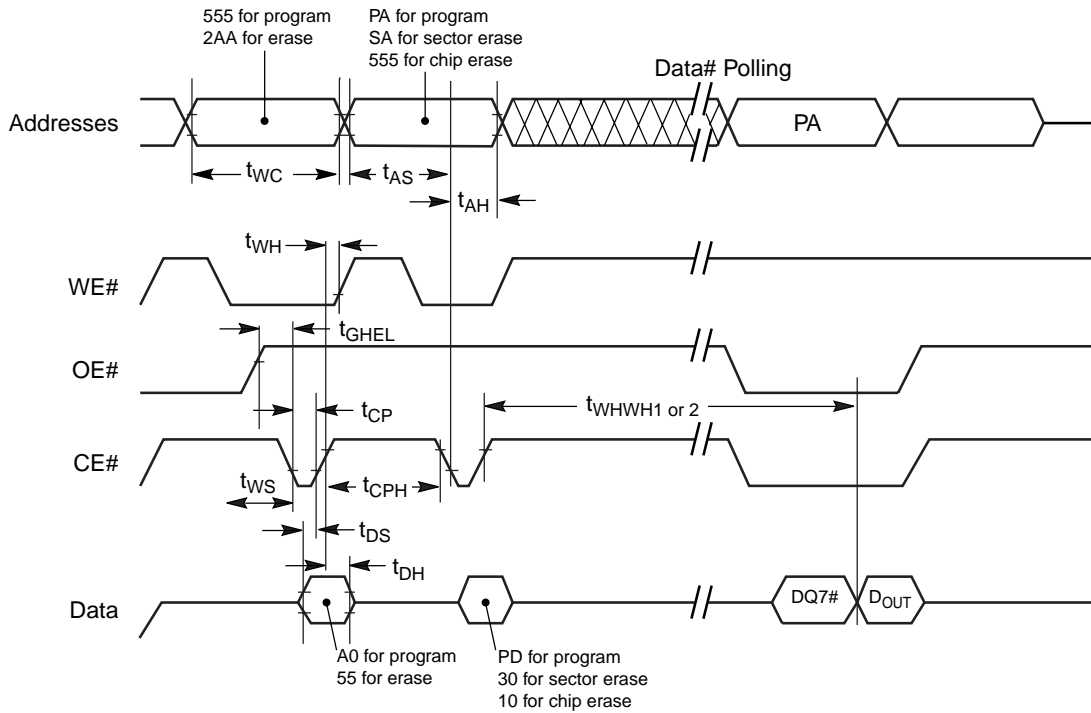 555 for program
2AA for erase
PA for program
SA for sector erase
555 for chip erase
Data# Polling
Addresses
PA
tWC
tAS
tAH
tWH
WE#
tGHEL
OE#
tCP
tWHWH1 or 2
CE#
tWS
tCPH
tDS
tDH
Data
DQ7#
DOUT
A0 for program
55 for erase
PD for program
30 for sector erase
10 for chip erase